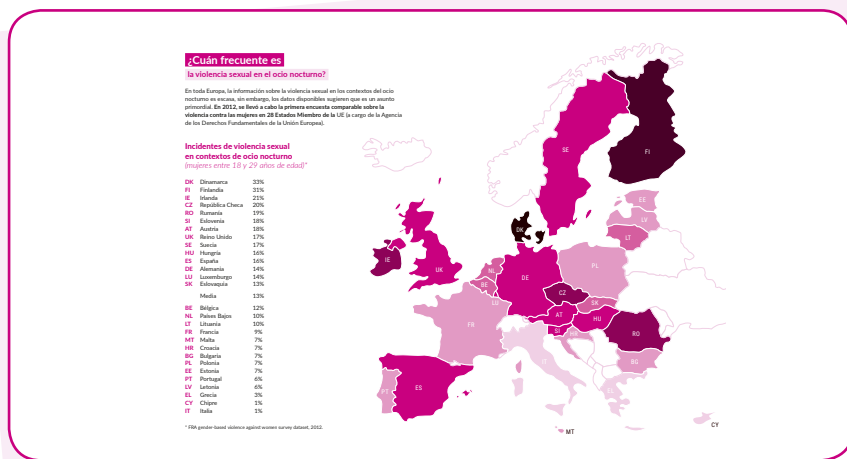 ¿Cuán frecuente es
la violencia sexual en el ocio nocturno?
En toda Europa, la información sobre la violencia sexual en los contextos del ocio
nocturno es escasa, sin embargo, los datos disponibles sugieren que es un asunto
primordial. En 2012, se llevó a cabo la primera encuesta comparable sobre la
violencia contra las mujeres en 28 Estados Miembro de la UE (a cargo de la Agencia
de los Derechos Fundamentales de la Unión Europea).
Incidentes de violencia sexual
en contextos de ocio nocturno
(mujeres entre 18 y 29 años de edad)*
DK Dinamarca 33%
FI Finlandia 31%
IE Irlanda 21%
CZ República Checa 20%
RO Rumanía 19%
SI Eslovenia 18%
AT Austria 18%
UK Reino Unido 17%
SE Suecia 17%
HU Hungría 16%
ES España 16%
DE Alemania 14%
LU Luxemburgo 14%
SK Eslovaquia 13%
Media 13%
BE Bélgica 12%
NL Países Bajos 10%
LT Lituania 10%
FR Francia 9%
MT Malta 7%
HR Croacia 7%
BG Bulgaria 7%
PL Polonia 7%
EE Estonia 7%
PT Portugal 6%
LV Letonia 6%
EL Grecia 3%
CY Chipre 1%
IT Italia 1%
* FRA gender-based violence against women survey dataset, 2012.
SE
FI
EE
LV
LT
DK
IE
UK
NL
BE
LU
DE
PL
CZ
SK
AT
HU
SI
HR
RO
BG
FR
ES
PT
EL
MT
CY